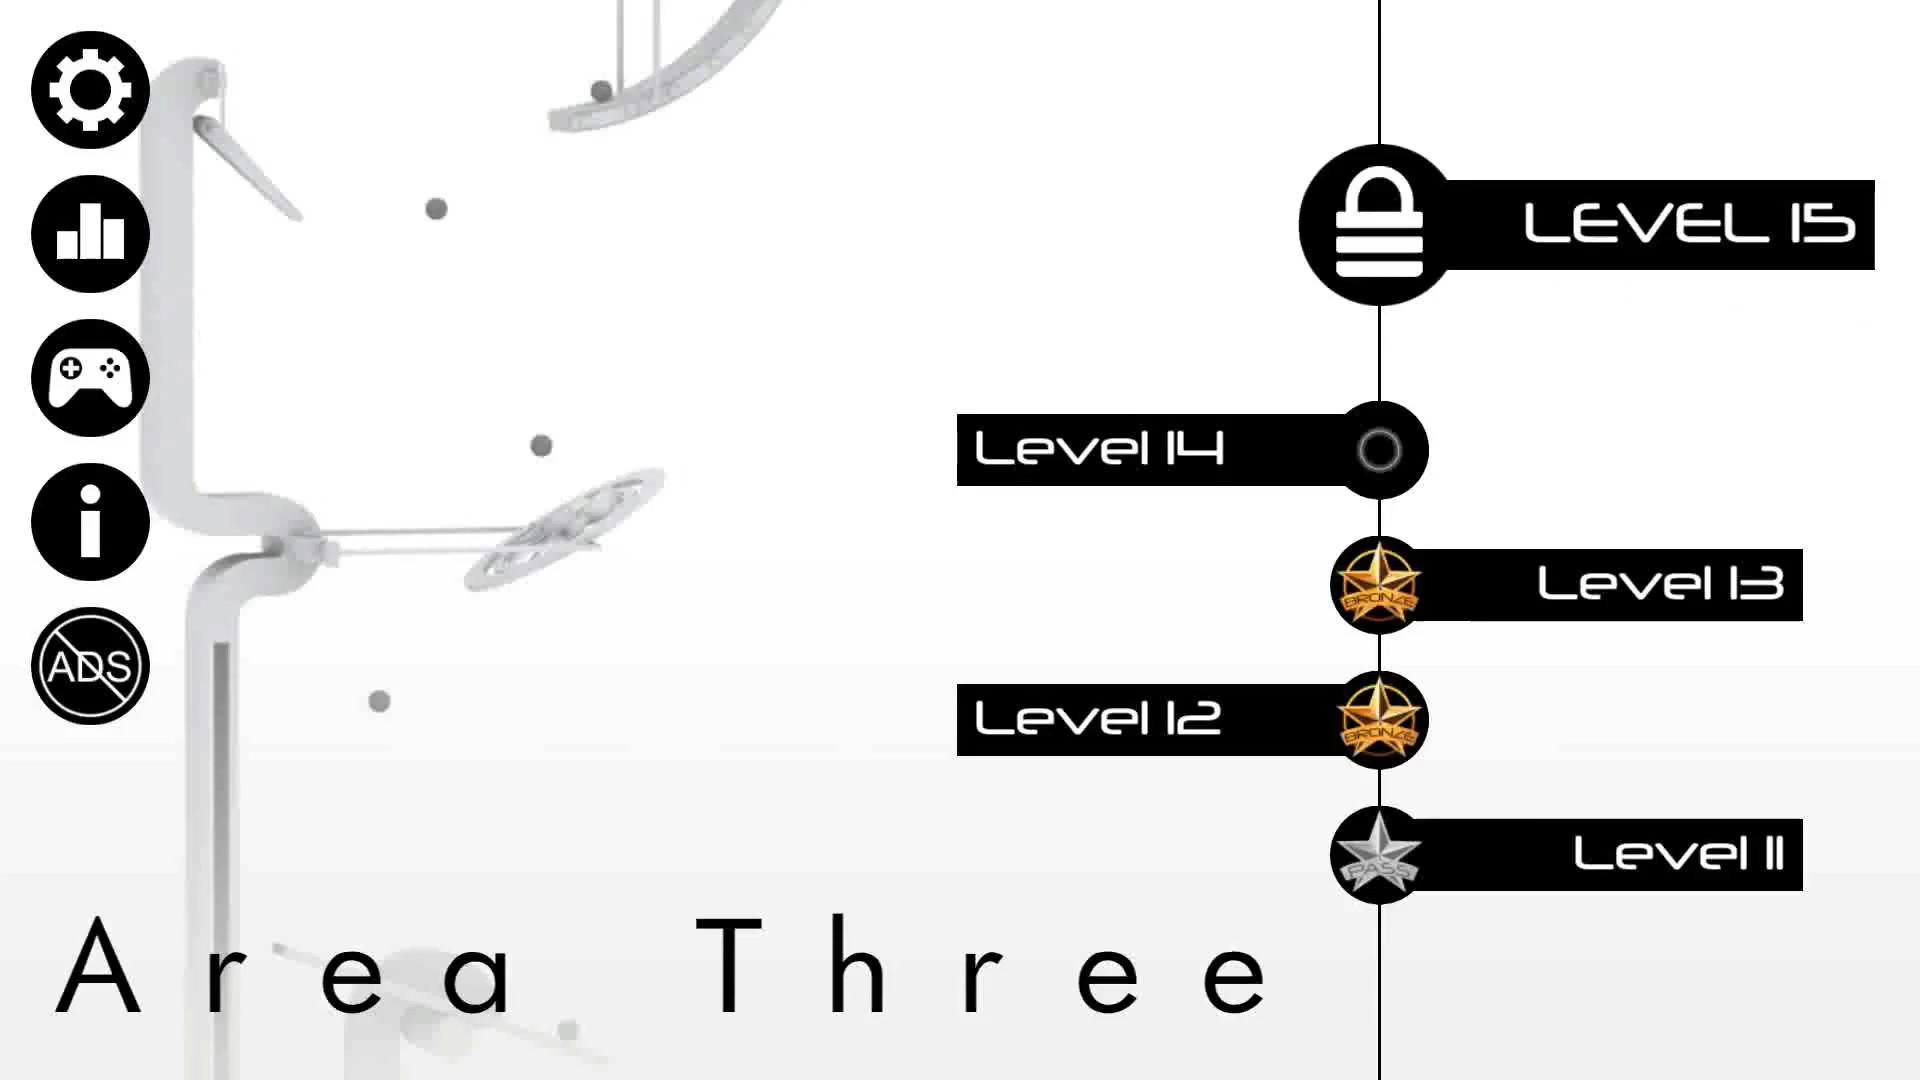 LEVEL 15
Level 14
BRONZE
Level 13
ADS
Level 12
BRONZE
PASS
Level 11
Area Three